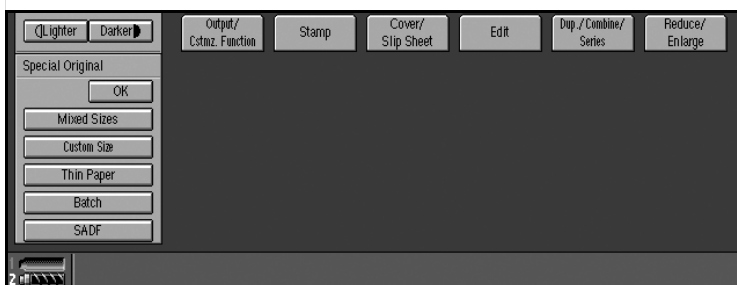 Lighter Darker
Output/
Cstmz. Function
Stamp
Cover/
Slip Sheet
Edit
Dup./Combine/
Series
Reduce/
Enlarge
Special Original
OK
Mixed Sizes
Custom Size
Thin Paper
Batch
SADF
1
2